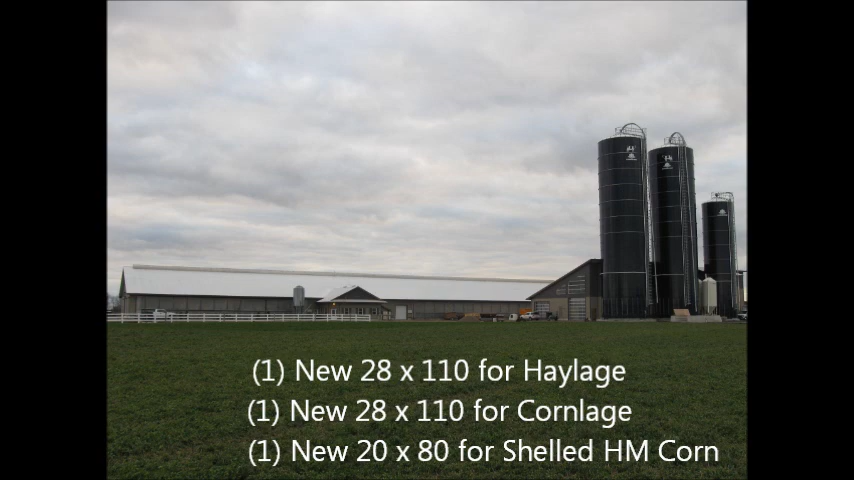 (1) New 28 x 110 for Haylage
(1) New 28 x 110 for Cornlage
(1) New 20 x 80 for Shelled HM Corn